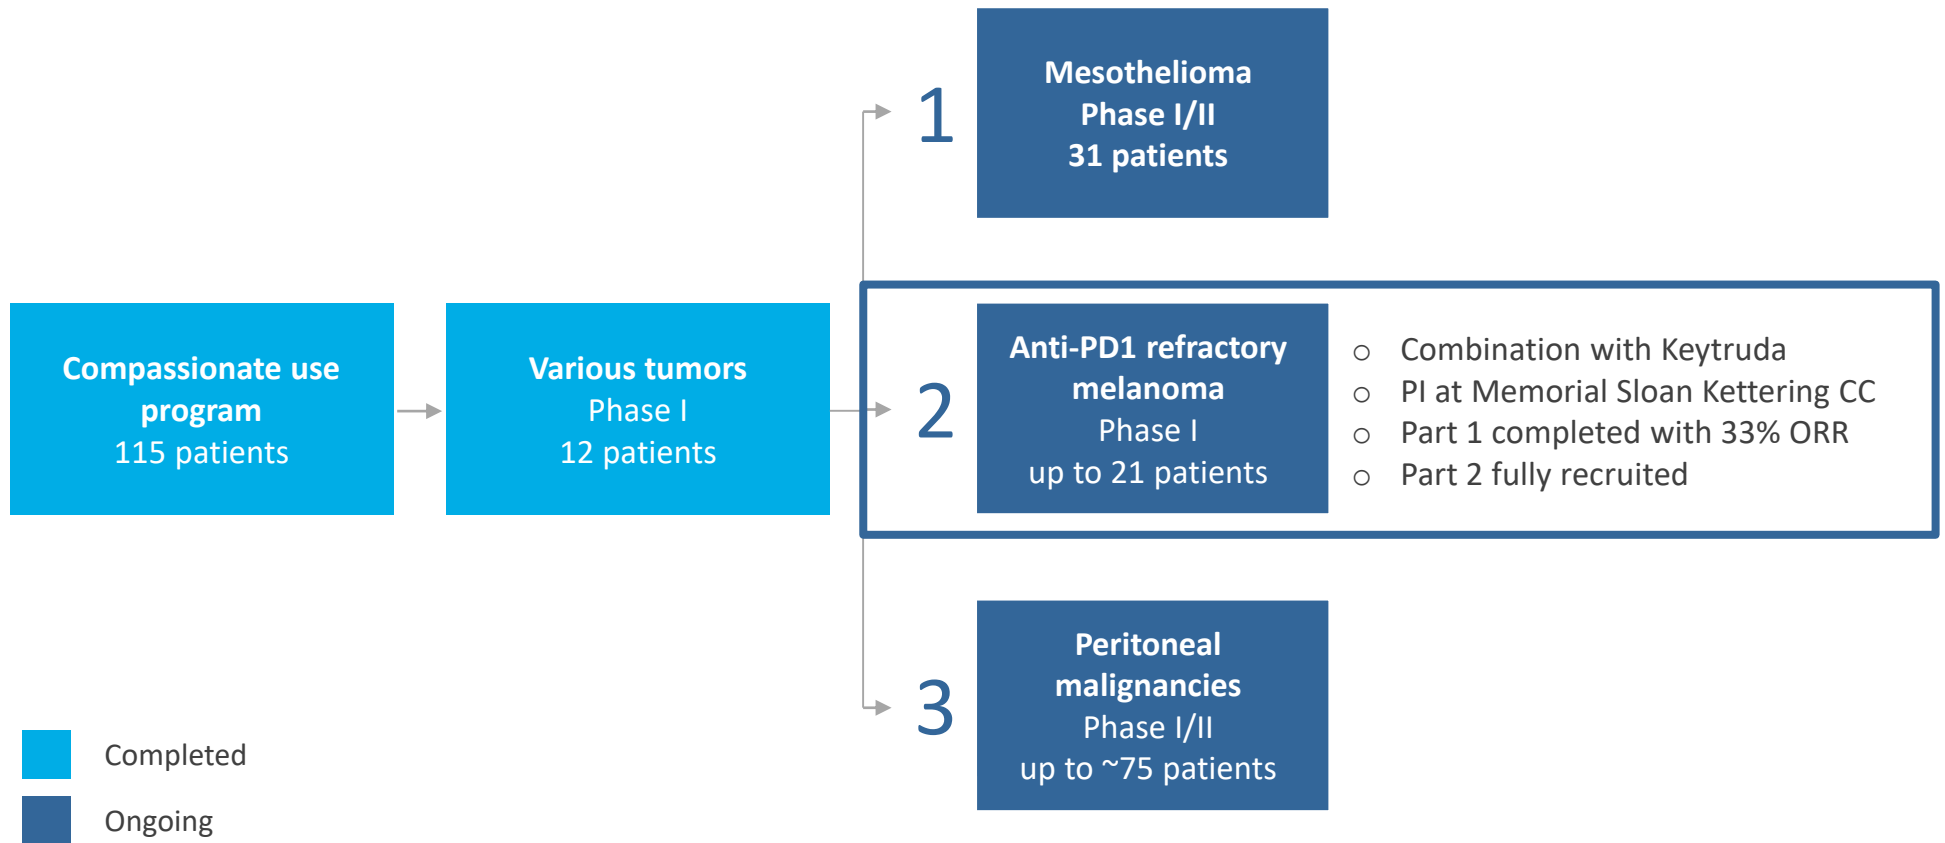 Compassionate use
program
115 patients
Various tumors
Phase I
12 patients
1
Mesothelioma
Phase I/II
31 patients
2
Anti-PD1 refractory
melanoma
Phase I
up to 21 patients
○ Combination with Keytruda
○ PI at Memorial Sloan Kettering CC
○ Part 1 completed with 33% ORR
○ Part 2 fully recruited
3
Peritoneal
malignancies
Phase I/II
up to ~75 patients
Completed
Ongoing